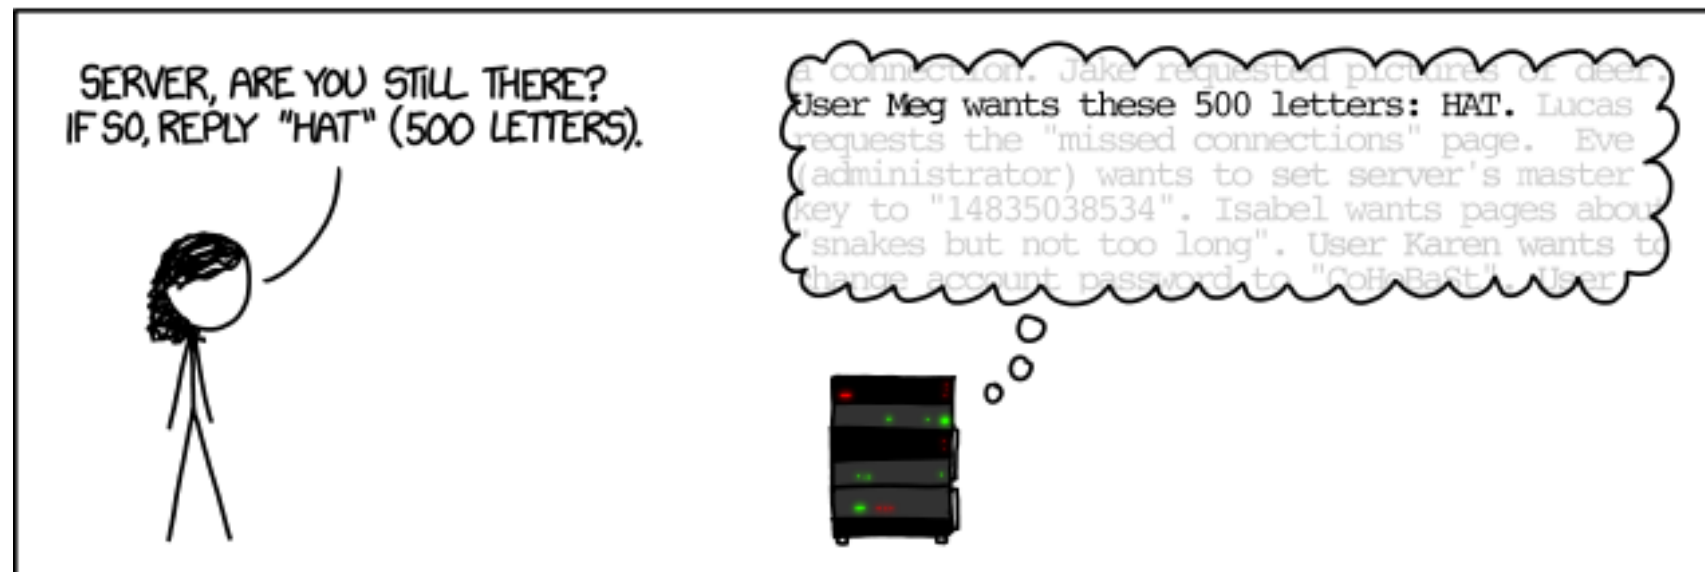 SERVER, ARE YOU STILL THERE?
IF SO, REPLY "HAT" (500 LETTERS).
a connection. Jake requested pictures of deer.
User Meg wants these 500 letters: HAT. Lucas
requests the "missed connections" page. Eve
(administrator) wants to set server's master
key to "14835038534". Isabel wants pages about
"snakes but not too long". User Karen wants to
change account password to "CoHoBaSt". User